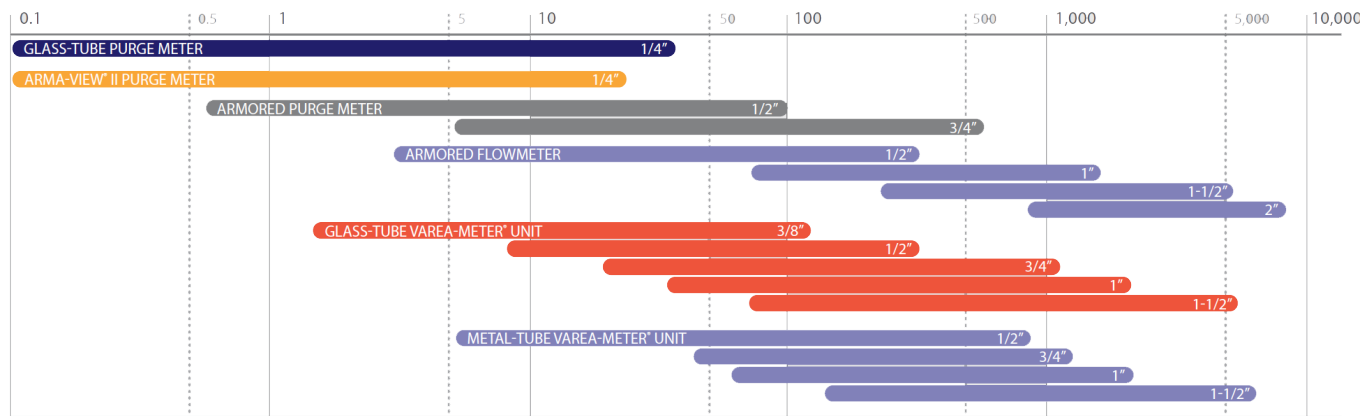 0.1 0.5 1 5 10 50 100 500 1,000 5,000 10,000
GLASS-TUBE PURGE METER 1/4”
ARMA-VIEW® II PURGE METER 1/4”
ARMORED PURGE METER 1/2”
3/4”
ARMORED FLOWMETER 1/2”
1”
1-1/2”
2”
GLASS-TUBE VAREA-METER® UNIT 3/8”
1/2”
3/4”
1”
1-1/2”
METAL-TUBE VAREA-METER® UNIT 1/2”
3/4”
1”
1-1/2”